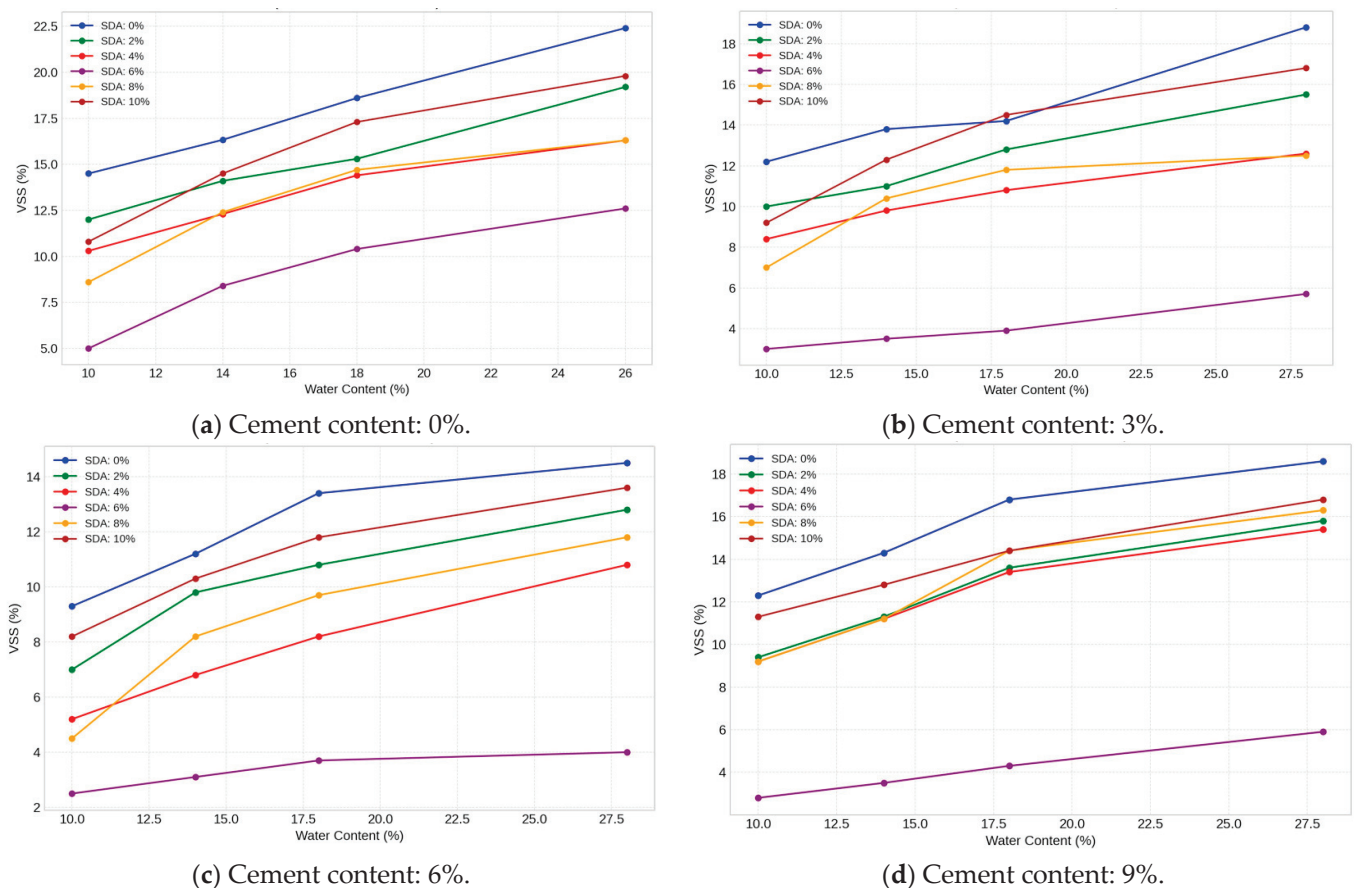 22.5
20.0
17.5
15.0
12.5
10.0
7.5
5.0
VSS (%)
SDA: 0%
SDA: 2%
SDA: 4%
SDA: 6%
SDA: 8%
SDA: 10%
10 12 14 16 18 20 22 24 26
Water Content (%)
(a) Cement content: 0%.
18
16
14
12
10
8
6
4
VSS (%)
SDA: 0%
SDA: 2%
SDA: 4%
SDA: 6%
SDA: 8%
SDA: 10%
10.0 12.5 15.0 17.5 20.0 22.5 25.0 27.5
Water Content (%)
(b) Cement content: 3%.
14
12
10
8
6
4
2
VSS (%)
SDA: 0%
SDA: 2%
SDA: 4%
SDA: 6%
SDA: 8%
SDA: 10%
10.0 12.5 15.0 17.5 20.0 22.5 25.0 27.5
Water Content (%)
(c) Cement content: 6%.
18
16
14
12
10
8
6
4
VSS (%)
SDA: 0%
SDA: 2%
SDA: 4%
SDA: 6%
SDA: 8%
SDA: 10%
10.0 12.5 15.0 17.5 20.0 22.5 25.0 27.5
Water Content (%)
(d) Cement content: 9%.